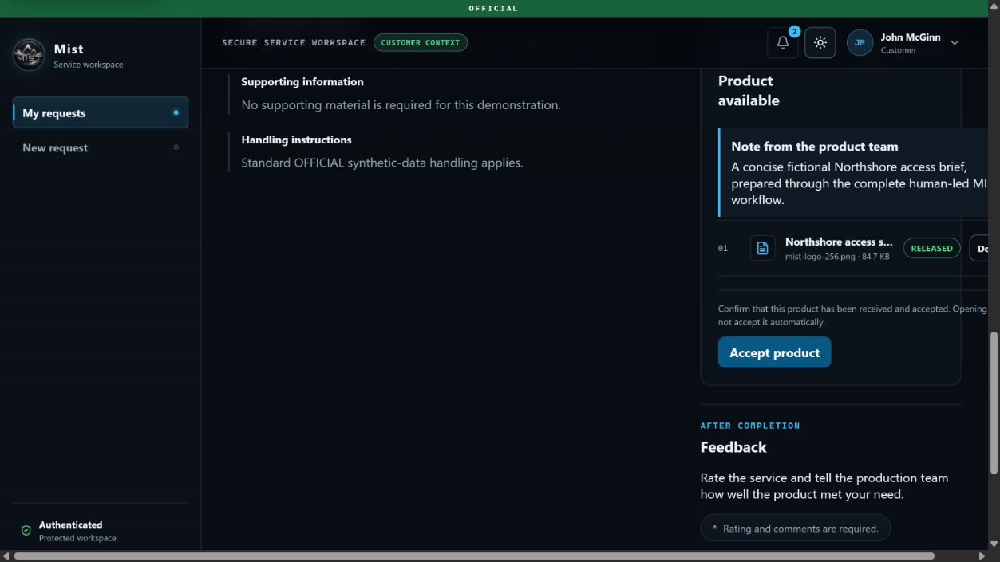 OFFICIAL
MIST
Mist
Service workspace
My requests
New request
Authenticated
Protected workspace
SECURE SERVICE WORKSPACE
CUSTOMER CONTEXT
2
JM
John McGinn
Customer
Supporting information
No supporting material is required for this demonstration.
Handling instructions
Standard OFFICIAL synthetic-data handling applies.
Product
available
Note from the product team
A concise fictional Northshore access brief,
prepared through the complete human-led MI
workflow.
01
Northshore access s...
mist-logo-256.png · 84.7 KB
RELEASED
Do
Confirm that this product has been received and accepted. Opening
not accept it automatically.
Accept product
AFTER COMPLETION
Feedback
Rate the service and tell the production team
how well the product met your need.
* Rating and comments are required.